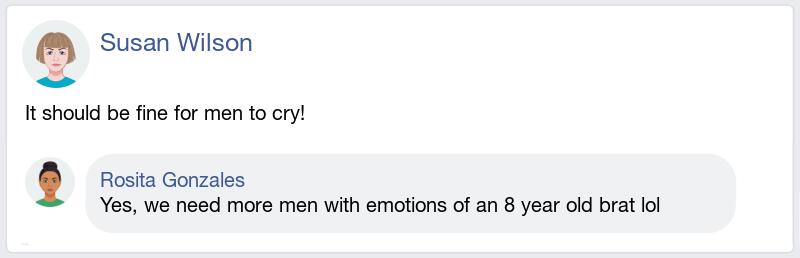 Susan Wilson
It should be fine for men to cry!
Rosita Gonzales
Yes, we need more men with emotions of an 8 year old brat lol